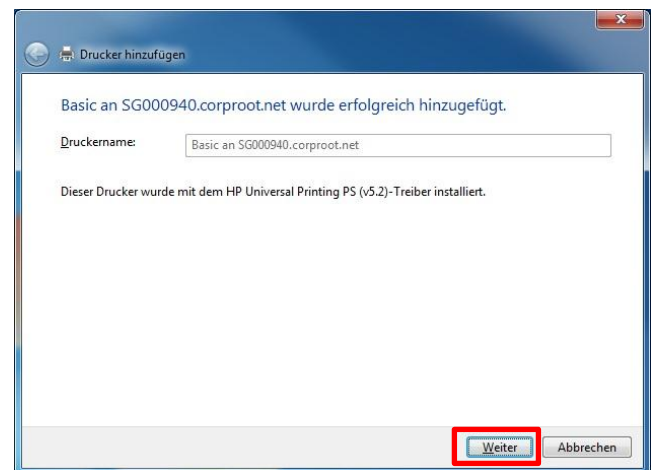 Drucker hinzufügen
Basic an SG000940.corproot.net wurde erfolgreich hinzugefügt.
Druckername: Basic an SG000940.corproot.net
Dieser Drucker wurde mit dem HP Universal Printing PS (v5.2)-Treiber installiert.
Weiter Abbrechen